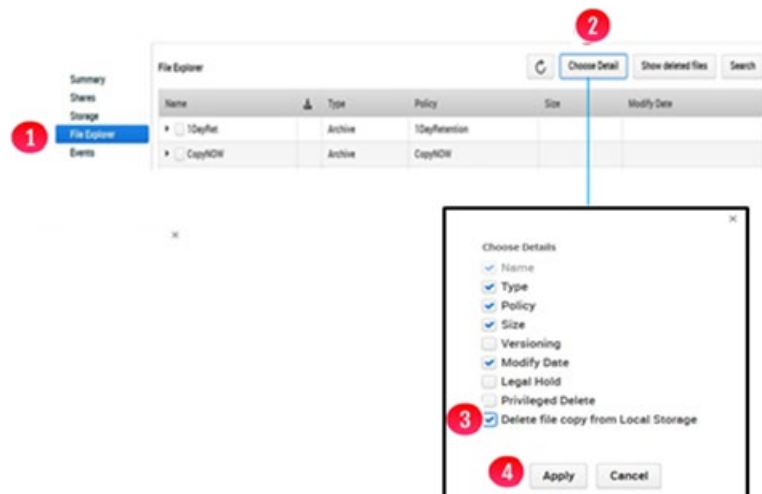 2
File Explorer
Choose Detail
Show deleted files
Search
Summary
Shares
Storage
1
File Explorer
Events
Name
Type
Policy
Size
Modify Date
1DayRet
Archive
1DayRetention
CopyNOW
Archive
CopyNOW
Choose Details
Name
Type
Policy
Size
Versioning
Modify Date
Legal Hold
Privileged Delete
3
Delete file copy from Local Storage
4
Apply
Cancel